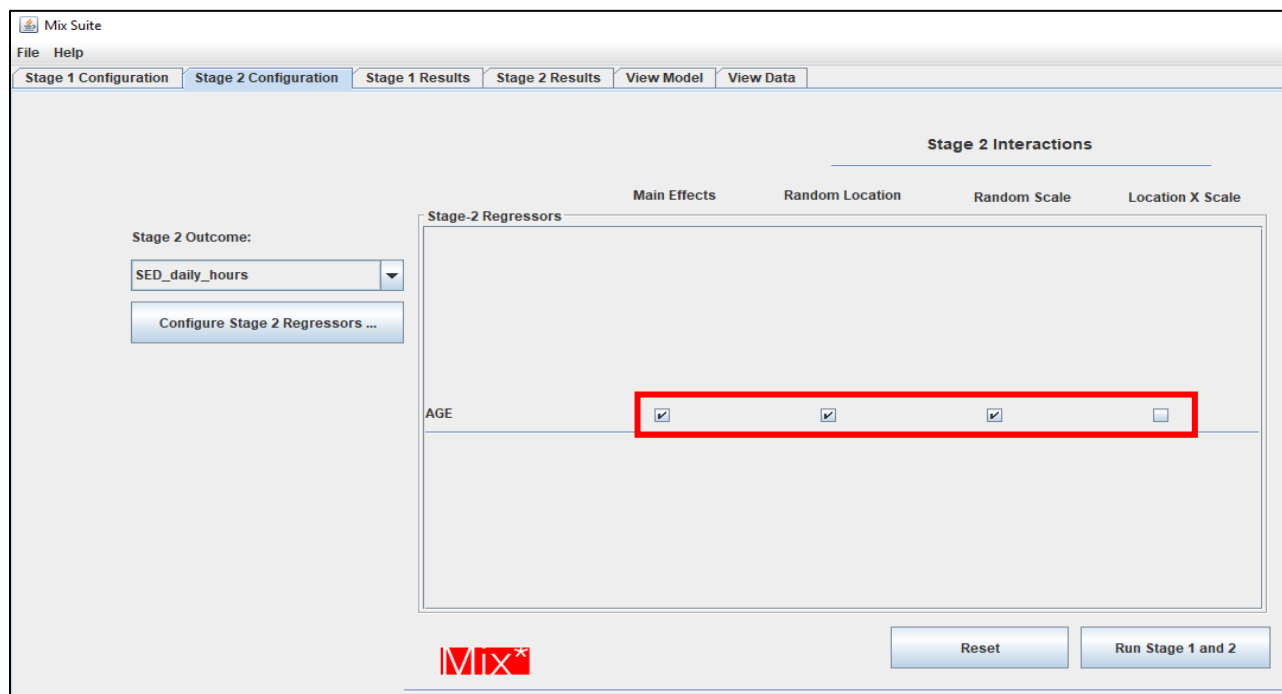 Mix Suite
File Help
Stage 1 Configuration Stage 2 Configuration Stage 1 Results Stage 2 Results View Model View Data
Stage 2 Interactions
Main Effects Random Location Random Scale Location X Scale
Stage-2 Regressors
Stage 2 Outcome:
SED_daily_hours
Configure Stage 2 Regressors ...
AGE
Reset Run Stage 1 and 2
Mix*